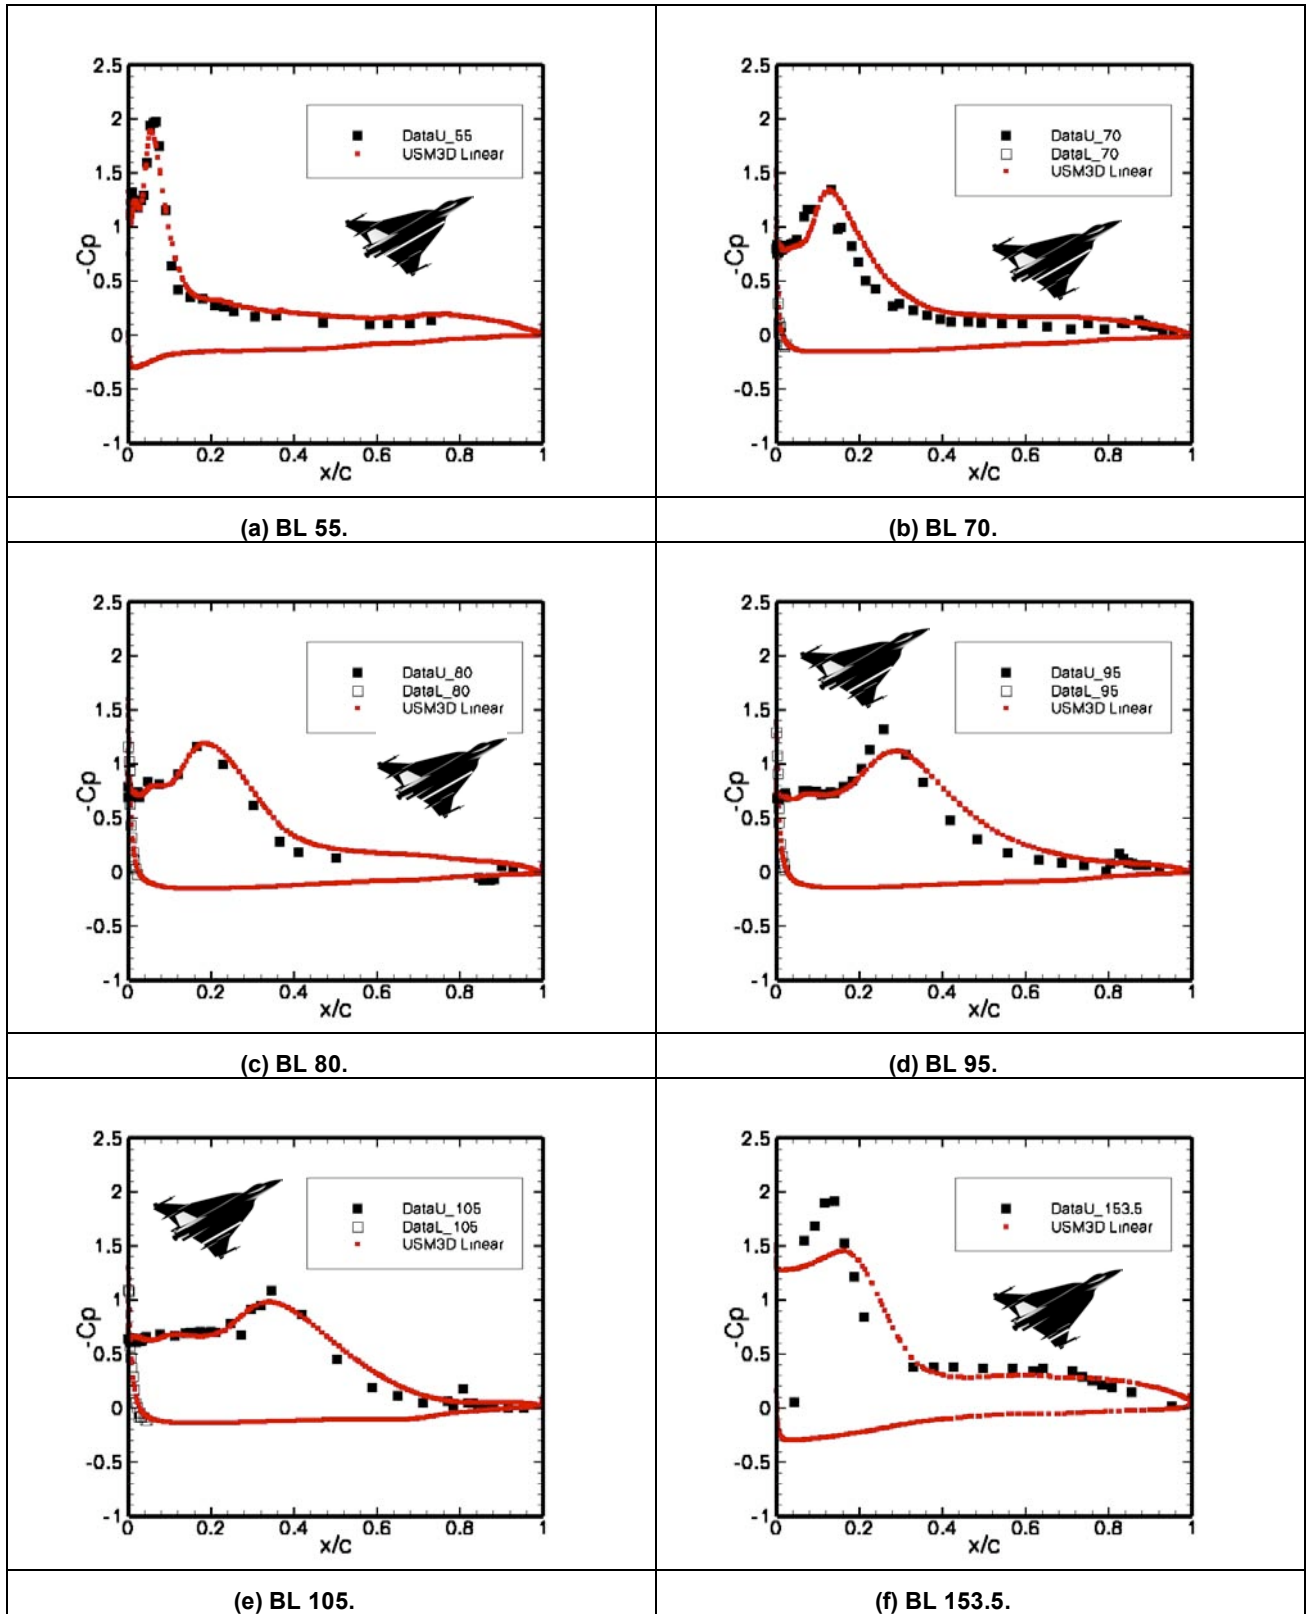 2.5
2
1.5
1
0.5
0
-0.5
-1
-Cp
0 0.2 0.4 0.6 0.8 1
x/c
DataU_55
USM3D Linear
(a) BL 55.
2.5
2
1.5
1
0.5
0
-0.5
-1
-Cp
0 0.2 0.4 0.6 0.8 1
x/c
DataU_70
DataL_70
USM3D Linear
(b) BL 70.
2.5
2
1.5
1
0.5
0
-0.5
-1
-Cp
0 0.2 0.4 0.6 0.8 1
x/c
DataU_80
DataL_80
USM3D Linear
(c) BL 80.
2.5
2
1.5
1
0.5
0
-0.5
-1
-Cp
0 0.2 0.4 0.6 0.8 1
x/c
DataU_95
DataL_95
USM3D Linear
(d) BL 95.
2.5
2
1.5
1
0.5
0
-0.5
-1
-Cp
0 0.2 0.4 0.6 0.8 1
x/c
DataU_105
DataL_105
USM3D Linear
(e) BL 105.
2.5
2
1.5
1
0.5
0
-0.5
-1
-Cp
0 0.2 0.4 0.6 0.8 1
x/c
DataU_153.5
USM3D Linear
(f) BL 153.5.